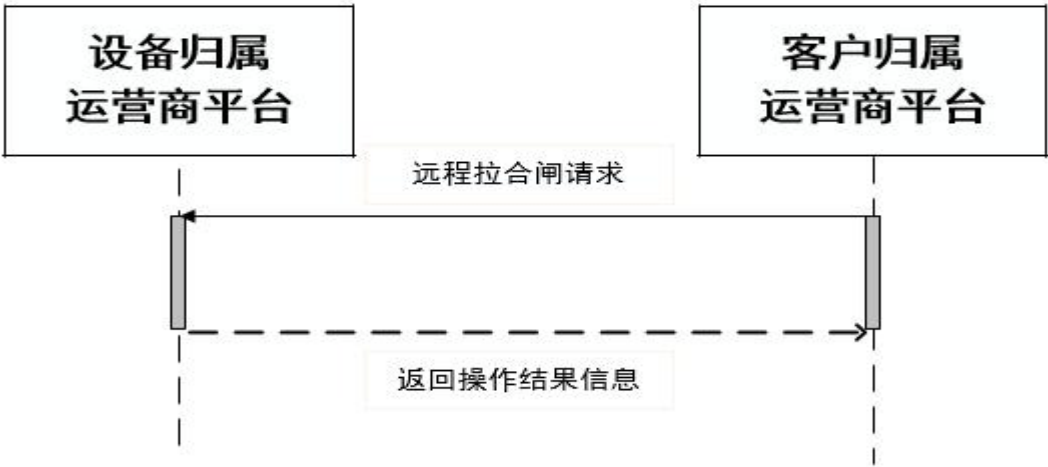 设备归属
运营商平台
客户归属
运营商平台
远程拉合闸请求
返回操作结果信息